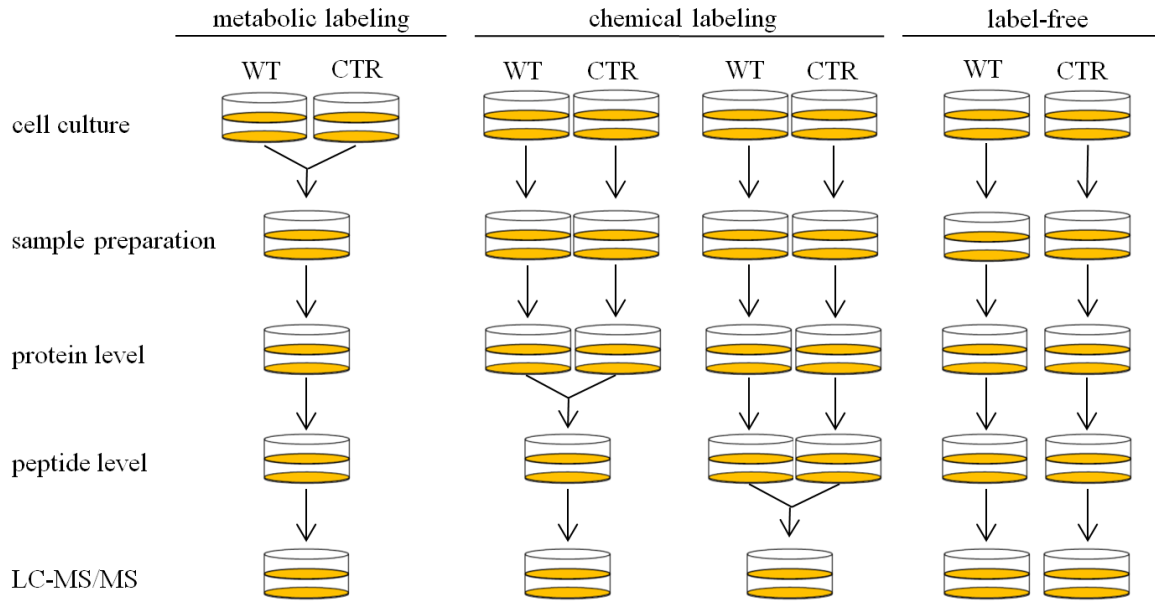 metabolic labeling chemical labeling label-free
WT CTR WT CTR WT CTR WT CTR
cell culture
sample preparation
protein level
peptide level
LC-MS/MS